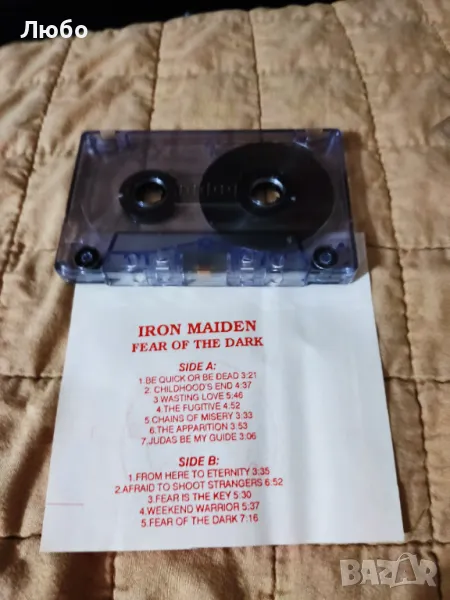 Любо
IRON MAIDEN
FEAR OF THE DARK
SIDE A:
1.BE QUICK OR BE DEAD 3:21
2. CHILDHOOD'S END 4:37
3 WASTING LOVE 5:46
4.THE FUGITIVE 4:52
5.CHAINS OF MISERY 3:33
6.THE APPARITION 3:53
7.JUDAS BE MY GUIDE 3:06
SIDE B:
1.FROM HERE TO ETERNITY 3:35
2.AFRAID TO SHOOT STRANGERS 6:52
3.FEAR IS THE KEY 5:30
4.WEEKEND WARRIOR 5:37
5.FEAR OF THE DARK 7:16
BAZAR